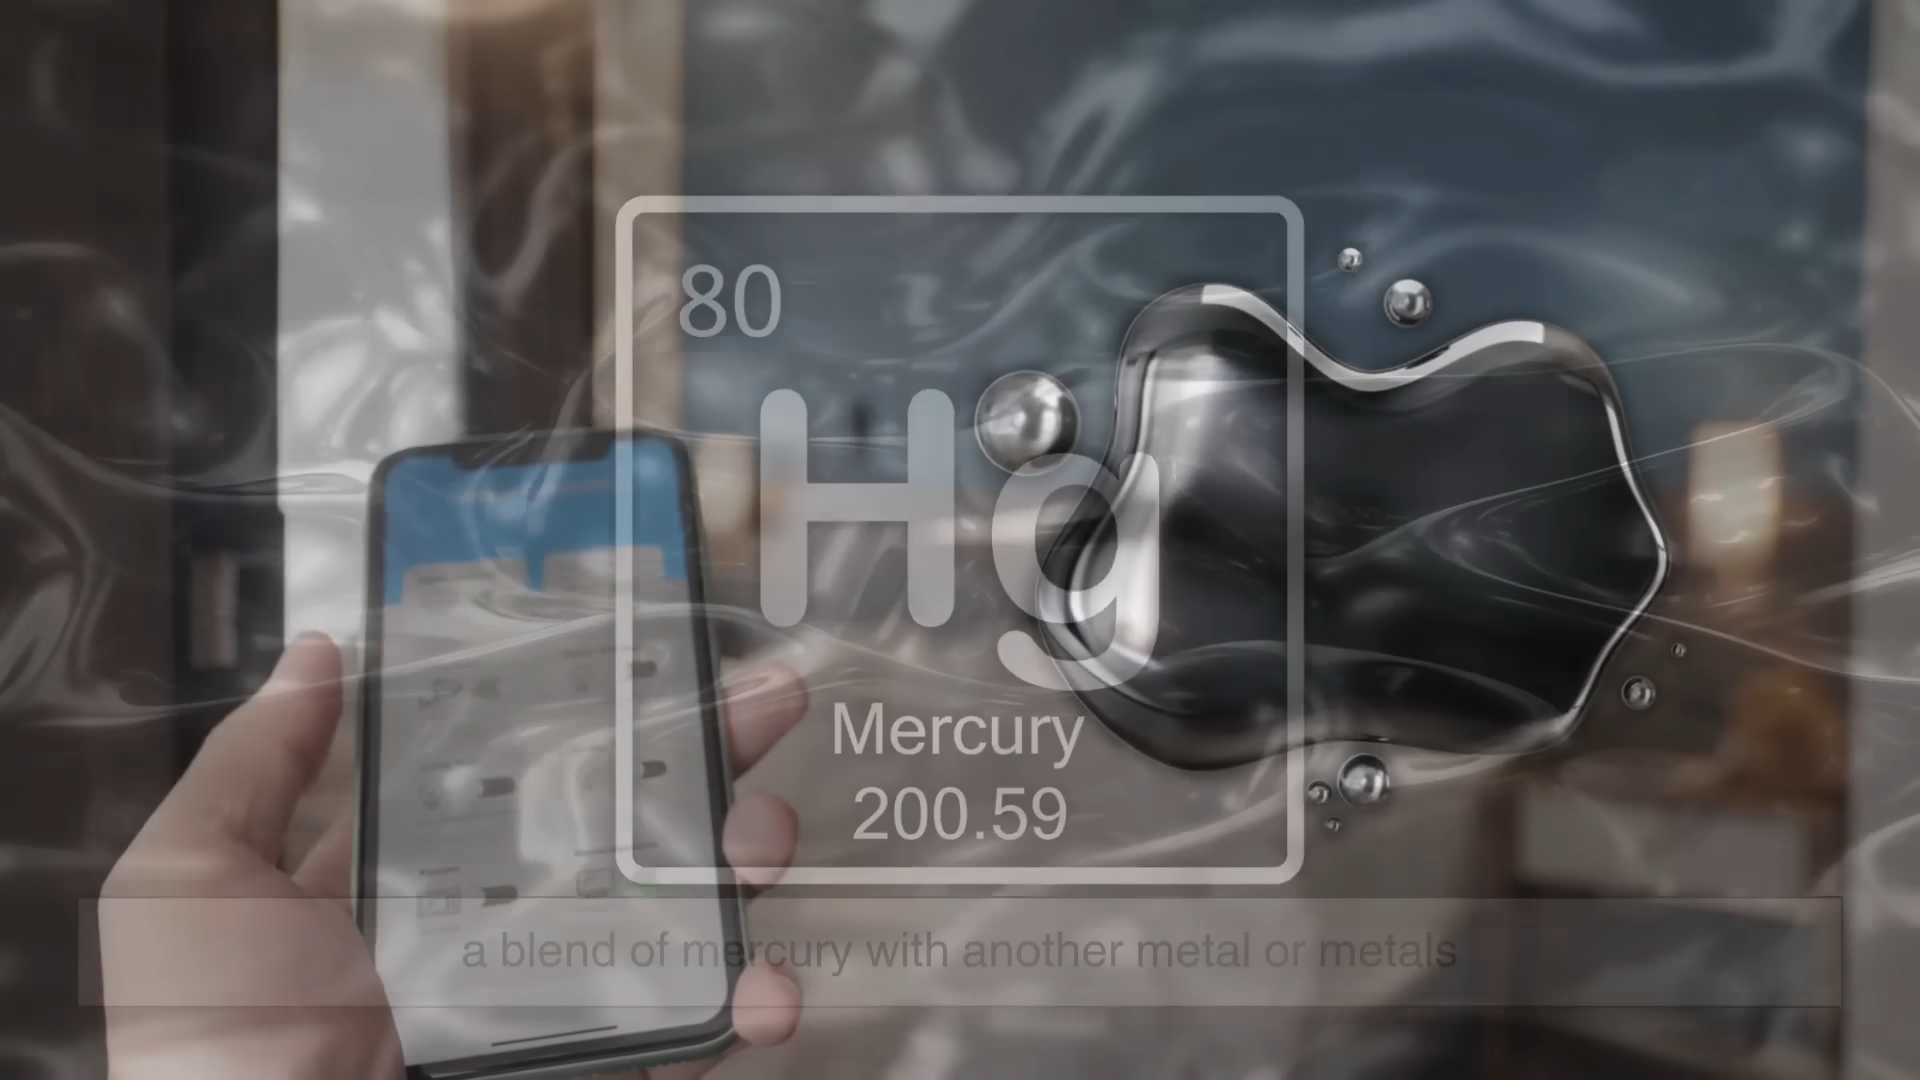 80
Hg
Mercury
200.59
a blend of mercury with another metal or metals